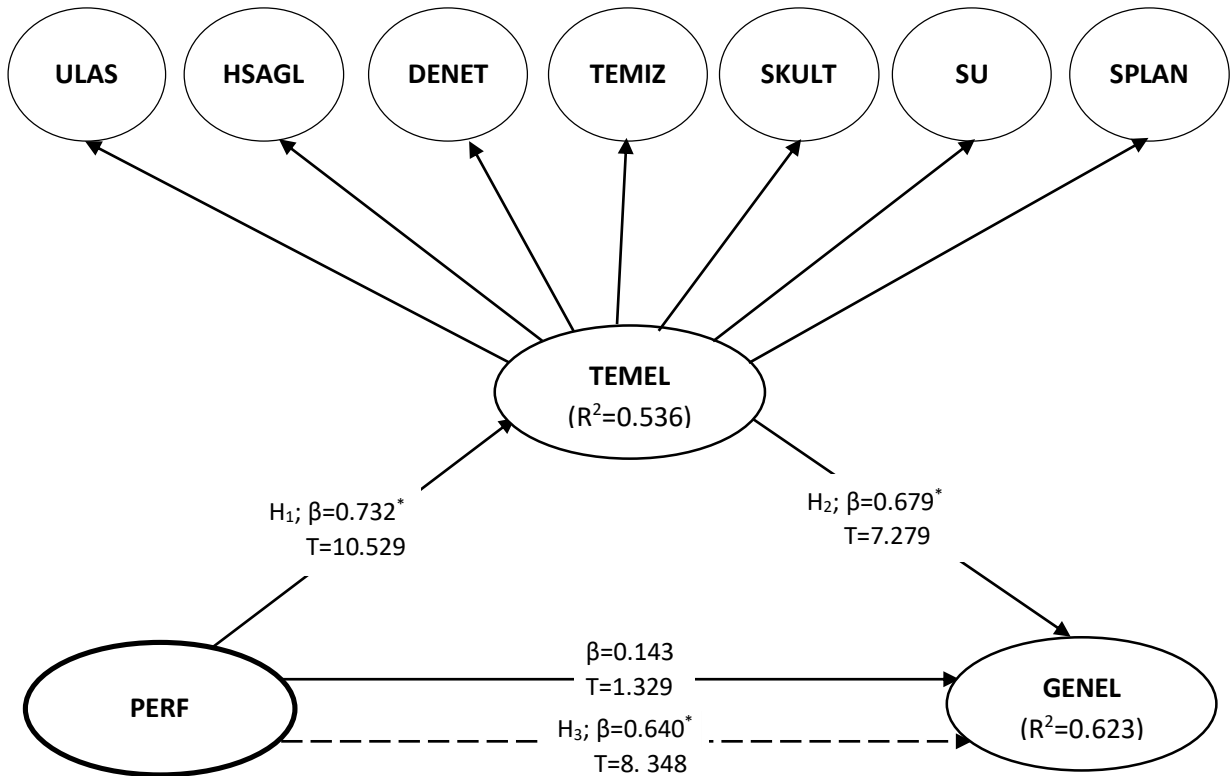 ULAS
HSAGL
DENET
TEMIZ
SKULT
SU
SPLAN
TEMEL
(R²=0.536)
H₁; β=0.732*
T=10.529
H₂; β=0.679*
T=7.279
β=0.143
T=1.329
PERF
GENEL
(R²=0.623)
H₃; β=0.640*
T=8. 348